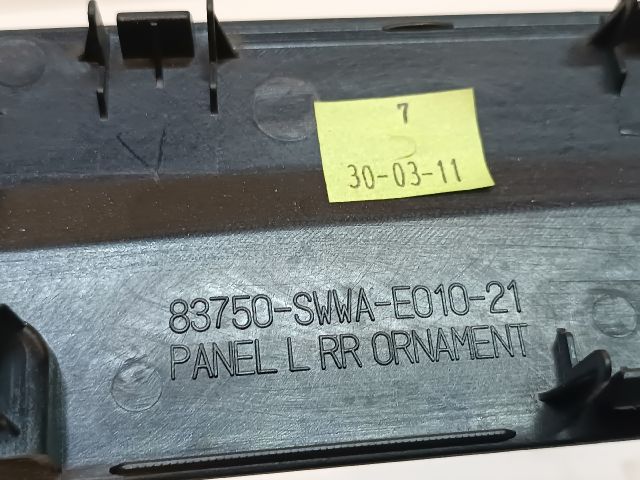 7
30-03-11
83750-SWWA-E010-21
PANEL L RR ORNAMENT